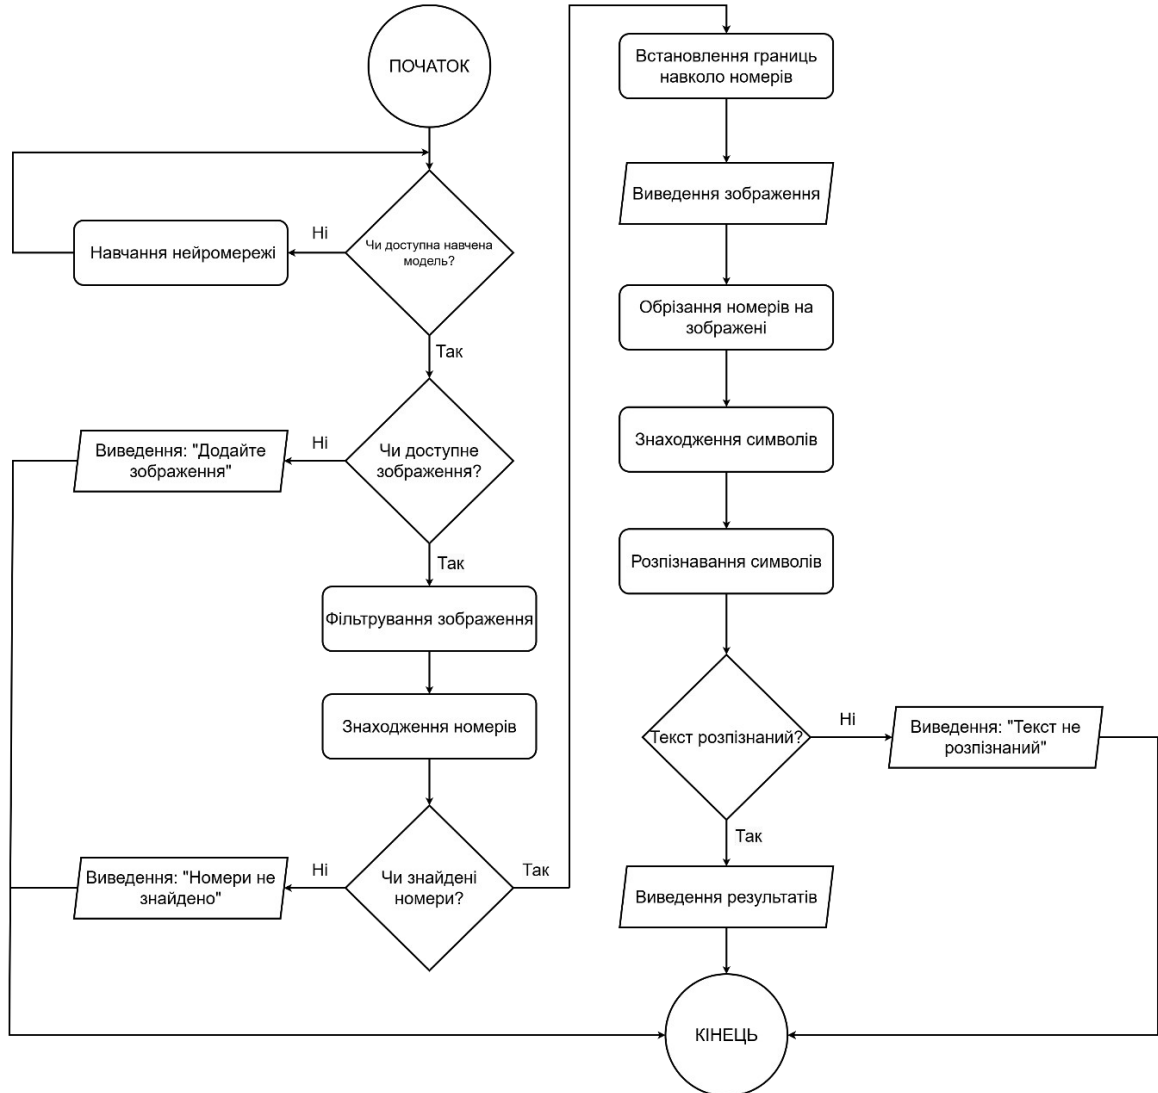 ПОЧАТОК
Чи доступна навчена
модель?
Ні
Навчання нейромережі
Так
Чи доступне
зображення?
Ні
Виведення: "Додайте
зображення"
Так
Фільтрування зображення
Знаходження номерів
Чи знайдені
номери?
Ні
Виведення: "Номери не
знайдено"
Так
Встановлення границь
навколо номерів
Виведення зображення
Обрізання номерів на
зображені
Знаходження символів
Розпізнавання символів
Текст розпізнаний?
Ні
Виведення: "Текст не
розпізнаний"
Так
Виведення результатів
КІНЕЦЬ